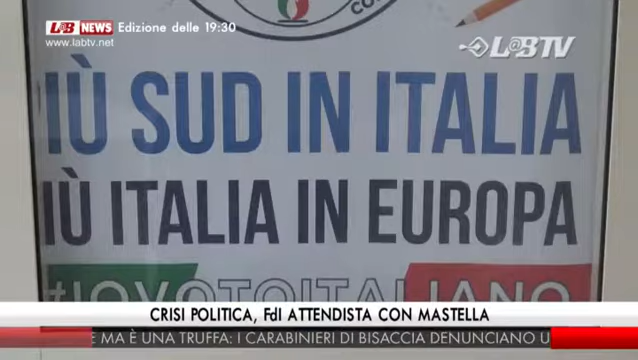 LAB NEWS Edizione delle 19:30
www.labtv.net
L@BTV
IÙ SUD IN ITALIA
IÙ ITALIA IN EUROPA
#IOVOTOITALIANO
CRISI POLITICA, FdI ATTENDISTA CON MASTELLA
E MA È UNA TRUFFA: I CARABINIERI DI BISACCIA DENUNCIANO U